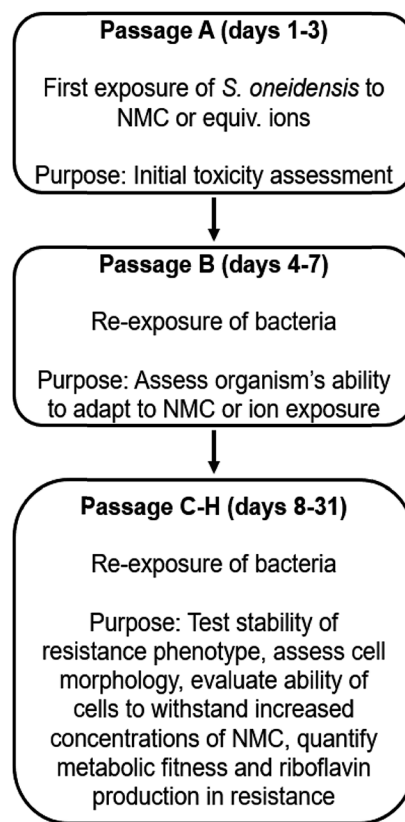 Passage A (days 1-3)
First exposure of S. oneidensis to
NMC or equiv. ions
Purpose: Initial toxicity assessment
Passage B (days 4-7)
Re-exposure of bacteria
Purpose: Assess organism's ability
to adapt to NMC or ion exposure
Passage C-H (days 8-31)
Re-exposure of bacteria
Purpose: Test stability of
resistance phenotype, assess cell
morphology, evaluate ability of
cells to withstand increased
concentrations of NMC, quantify
metabolic fitness and riboflavin
production in resistance